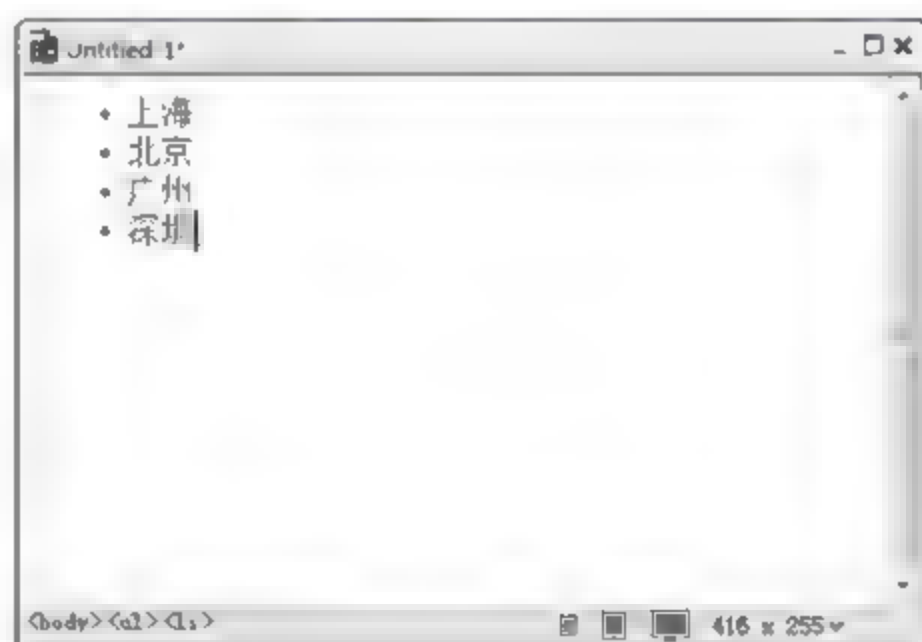 Untitled 1*
• 上海
• 北京
• 广州
• 深圳
<body><ul><li>
416 x 255